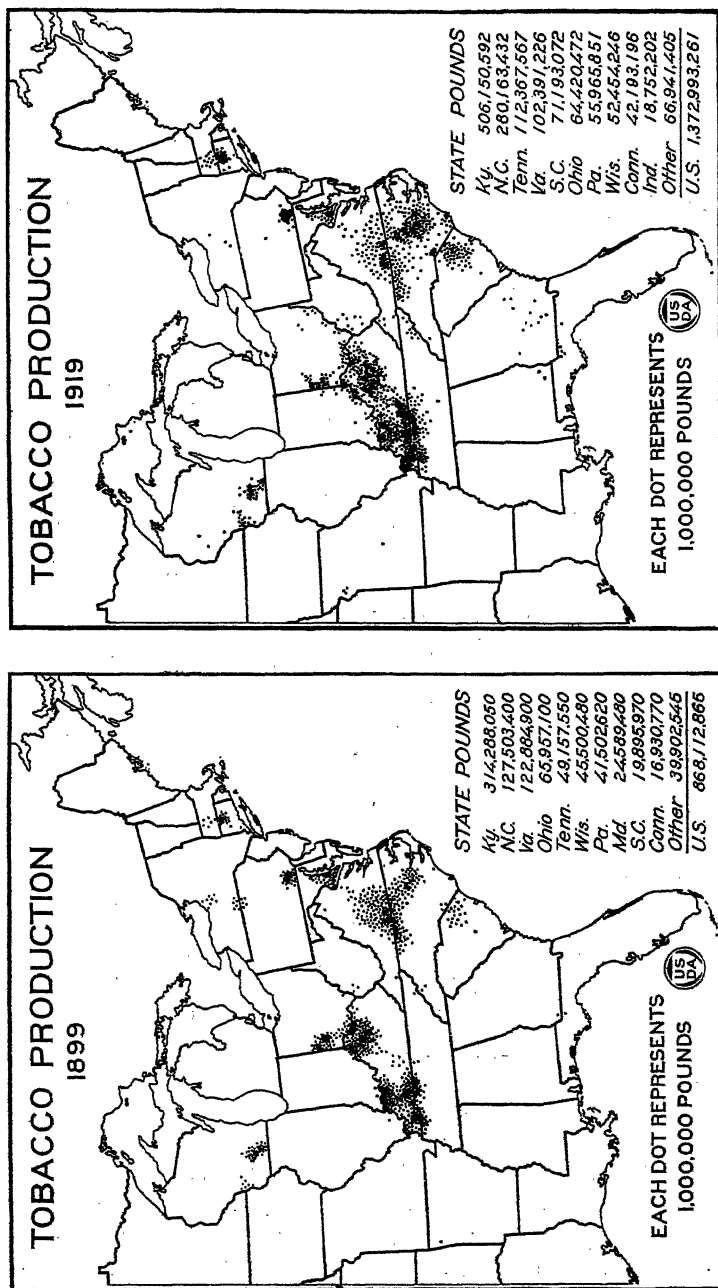 TOBACCO PRODUCTION
1899
STATE POUNDS
Ky. 314,288,050
N.C. 127,503,400
Va. 122,884,900
Ohio 65,957,100
Tenn. 49,157,550
Wis. 45,500,480
Pa. 41,502,620
Md. 24,589,480
S.C. 19,895,970
Conn. 16,930,770
Other 39,902,545
U.S. 868,112,865
EACH DOT REPRESENTS
1,000,000 POUNDS
US
DA
TOBACCO PRODUCTION
1919
STATE POUNDS
Ky. 506,150,592
N.C. 280,163,432
Tenn. 112,367,567
Va. 102,391,226
S.C. 71,193,072
Ohio 64,420,472
Pa. 55,965,851
Wis. 52,454,246
Conn. 42,193,196
Ind. 18,752,202
Other 66,941,405
U.S. 1,372,993,261
EACH DOT REPRESENTS
1,000,000 POUNDS
US
DA